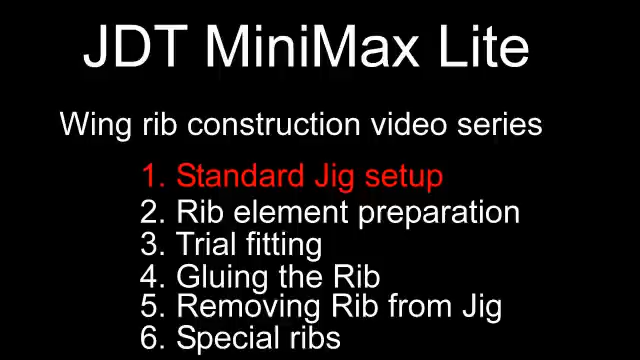 JDT MiniMax Lite
Wing rib construction video series
1. Standard Jig setup
2. Rib element preparation
3. Trial fitting
4. Gluing the Rib
5. Removing Rib from Jig
6. Special ribs